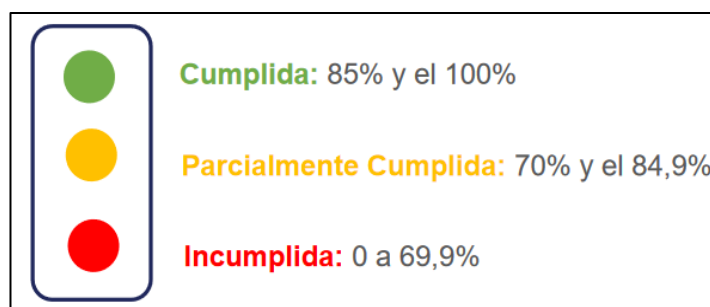 Cumplida: 85% y el 100%
Parcialmente Cumplida: 70% y el 84,9%
Incumplida: 0 a 69,9%